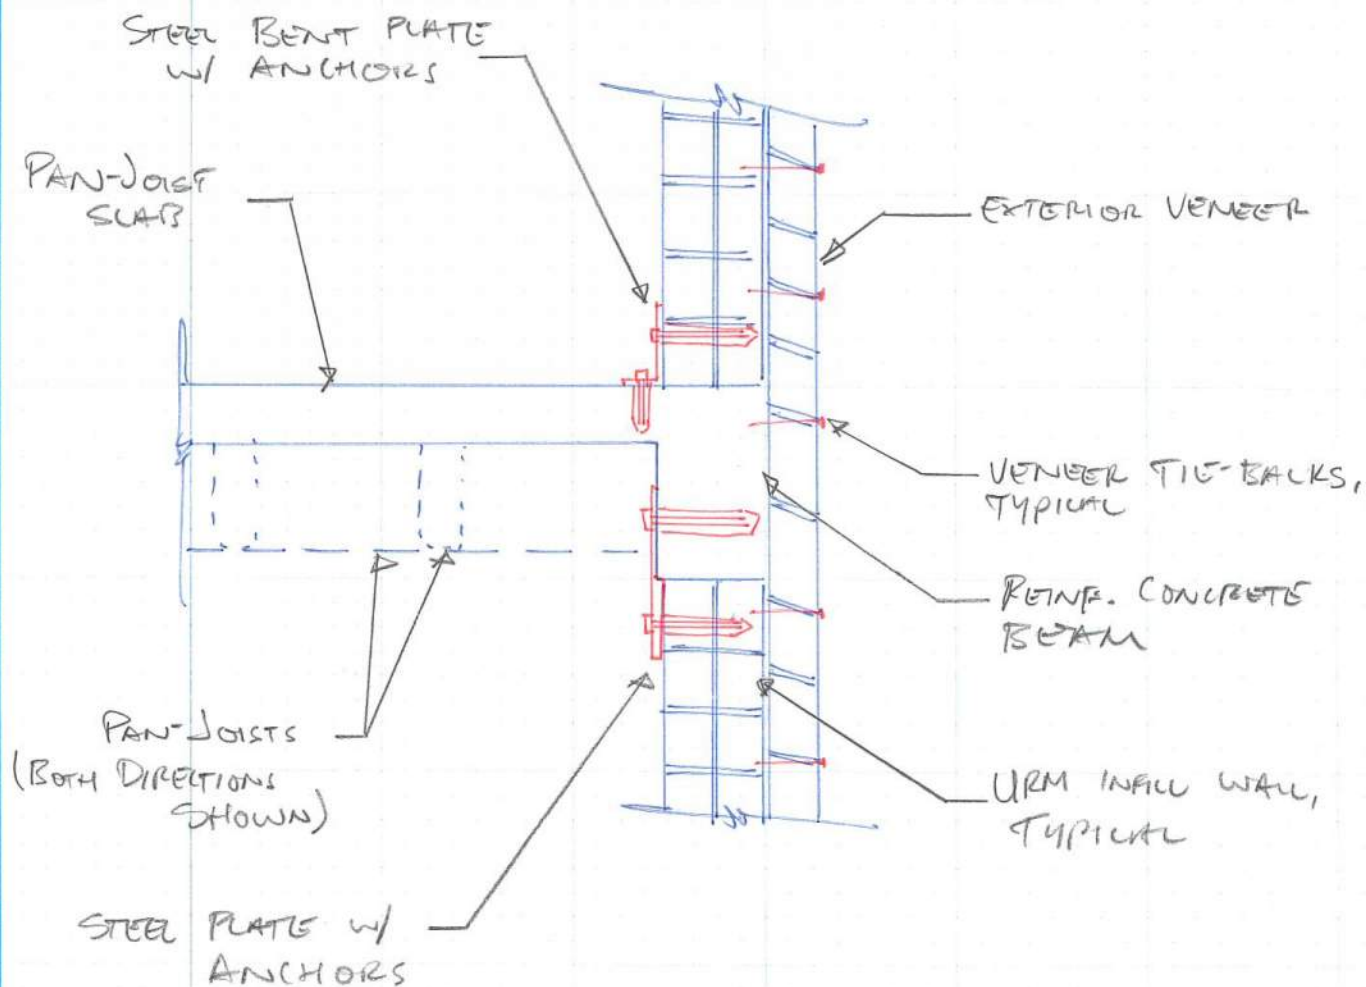 STEEL BENT PLATE
W/ ANCHORS
PAN-JOIST
SLAB
EXTERIOR VENEER
VENEER TIE-BACKS,
TYPICAL
REINF. CONCRETE
BEAM
PAN-JOISTS
(BOTH DIRECTIONS
SHOWN)
URM INFILL WALL,
TYPICAL
STEEL PLATE W/
ANCHORS